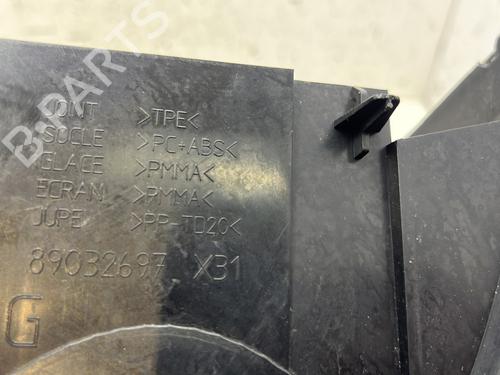 B-PARTS
JOINT >TPE<
SOCLE >PC+ABS<
GLACE >PMMA<
ECRAN >PMMA<
JUPE >PP-TD20<
89032697 X31
G